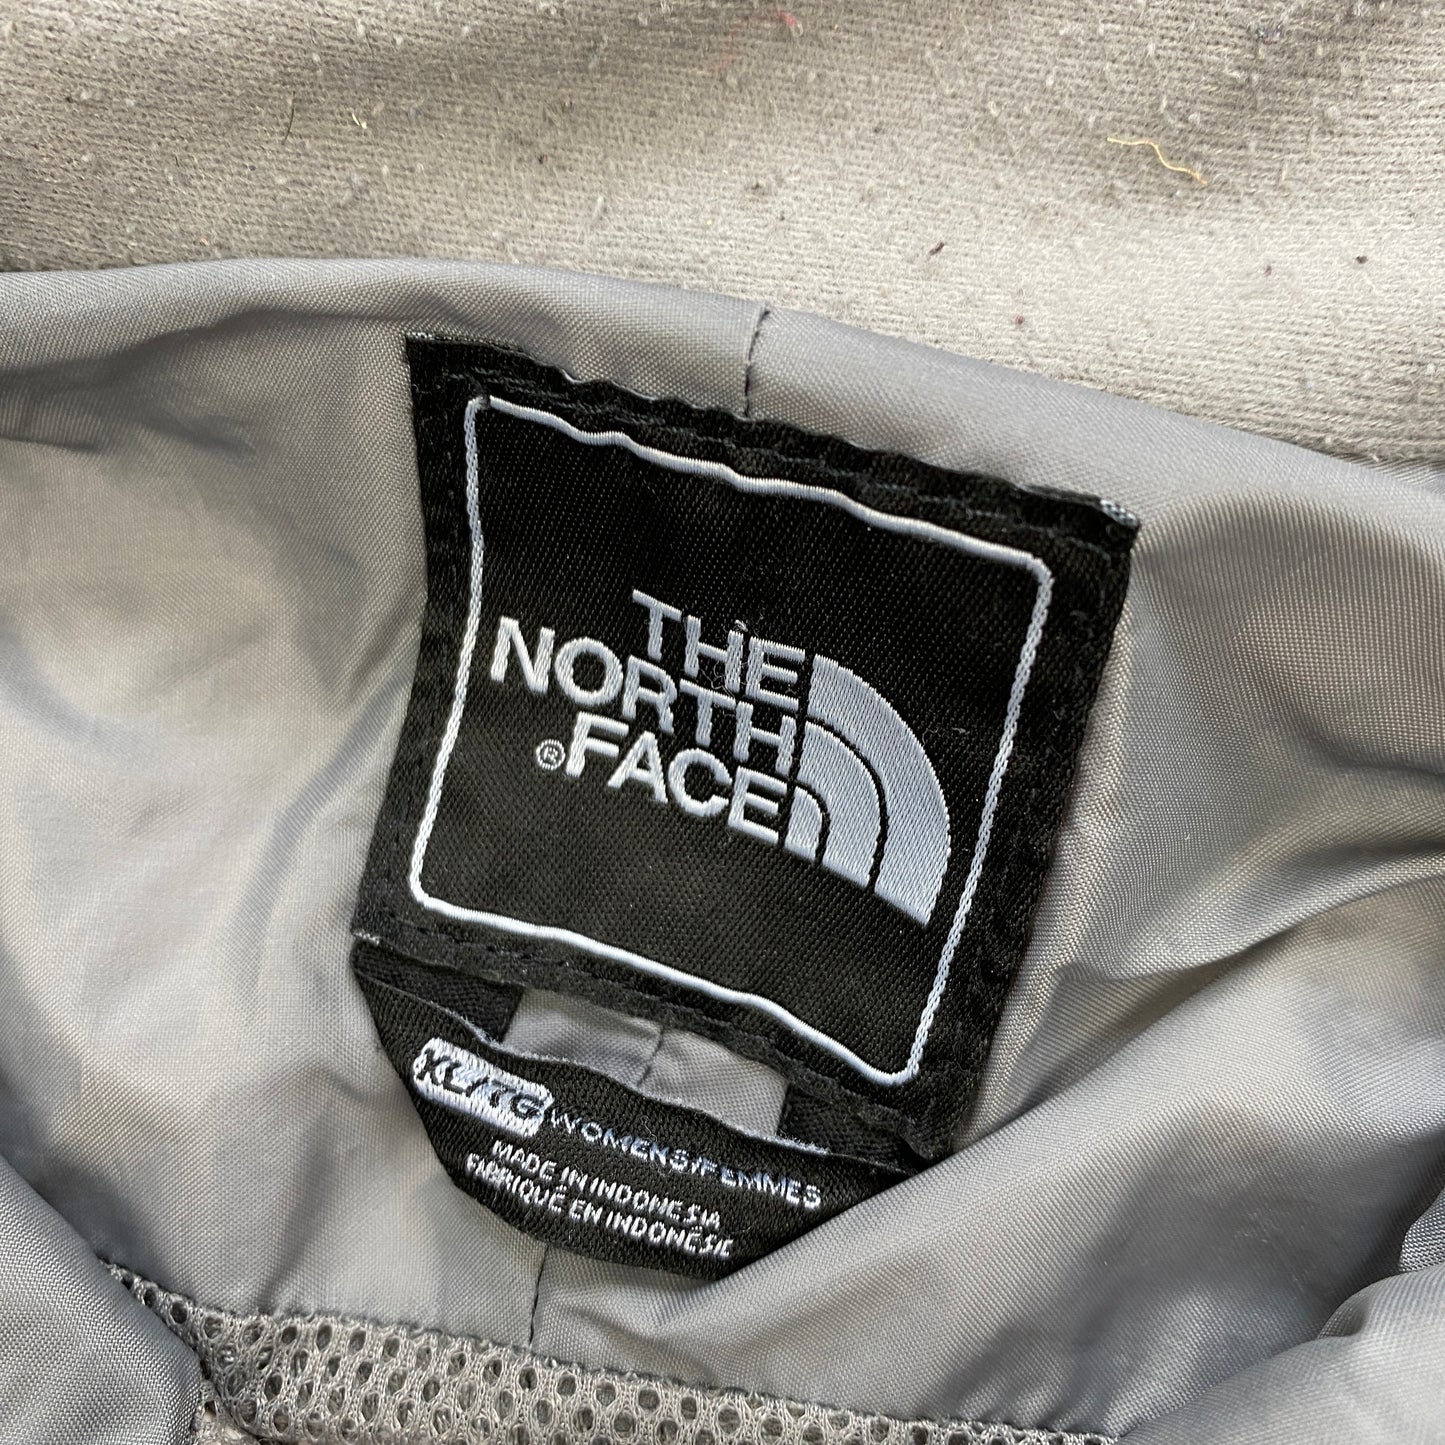 THE
NORTH
®FACE
XL/TG WOMENS/FEMMES
MADE IN INDONESIA
FABRIQUÉ EN INDONÉSIE